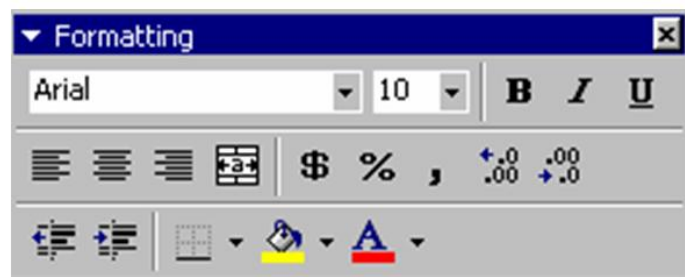 Formatting
Arial 10 B I U
a $ % , .0 .00 .00 .0
A